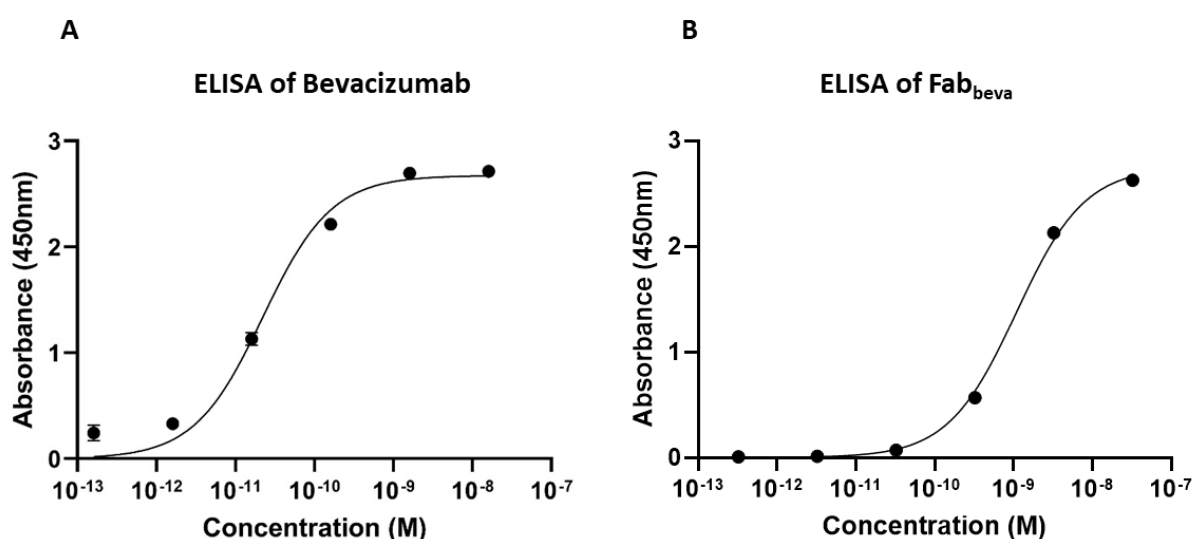 A
ELISA of Bevacizumab
Absorbance (450nm)
3
2
1
0
10⁻¹³ 10⁻¹² 10⁻¹¹ 10⁻¹⁰ 10⁻⁹ 10⁻⁸ 10⁻⁷
Concentration (M)
B
ELISA of Fab_beva
Absorbance (450nm)
3
2
1
0
10⁻¹³ 10⁻¹² 10⁻¹¹ 10⁻¹⁰ 10⁻⁹ 10⁻⁸ 10⁻⁷
Concentration (M)